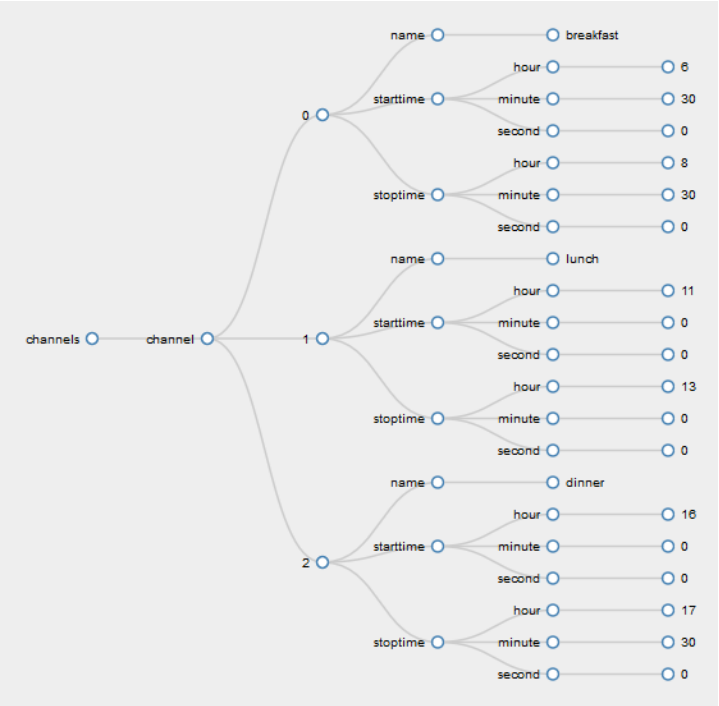 name breakfast
hour 6
starttime minute 30
0
second 0
hour 8
stoptime minute 30
second 0
name lunch
hour 11
starttime minute 0
channels channel 1
second 0
hour 13
stoptime minute 0
second 0
name dinner
hour 16
starttime minute 0
2
second 0
hour 17
stoptime minute 30
second 0